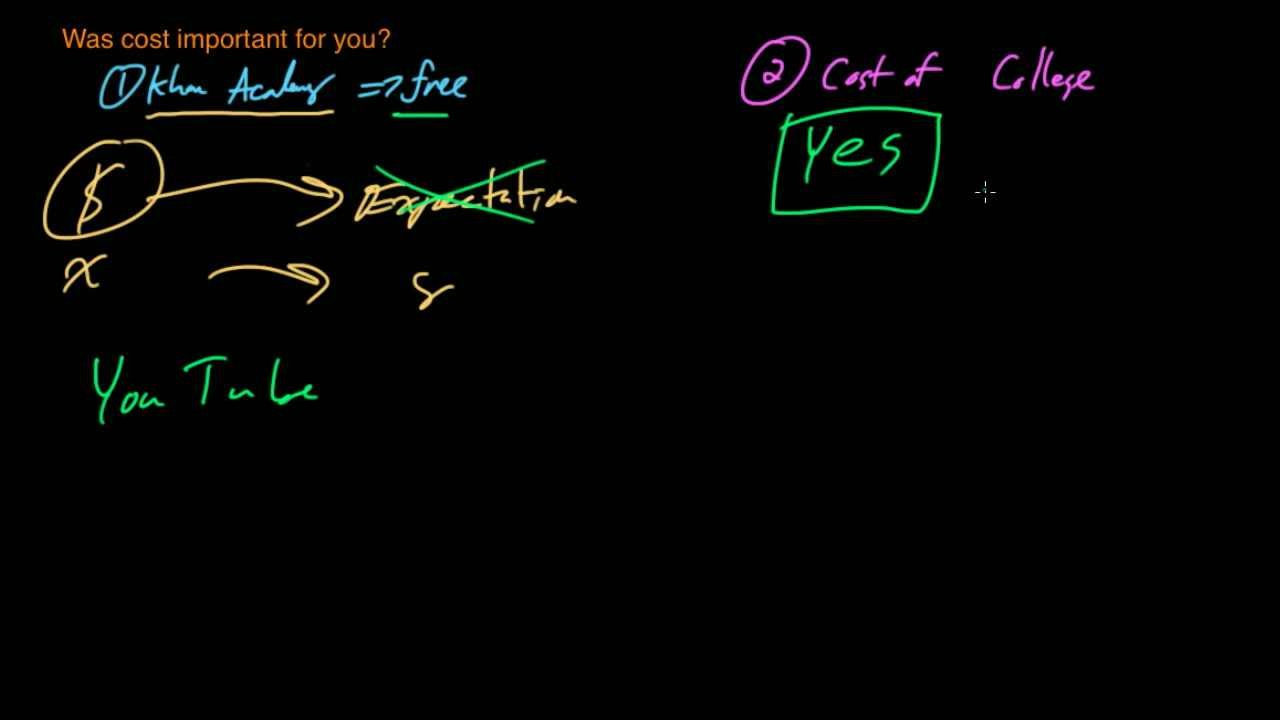 Was cost important for you?
① Khan Academy => free
$ → Expectation
x →
YouTube
② Cost of College
Yes